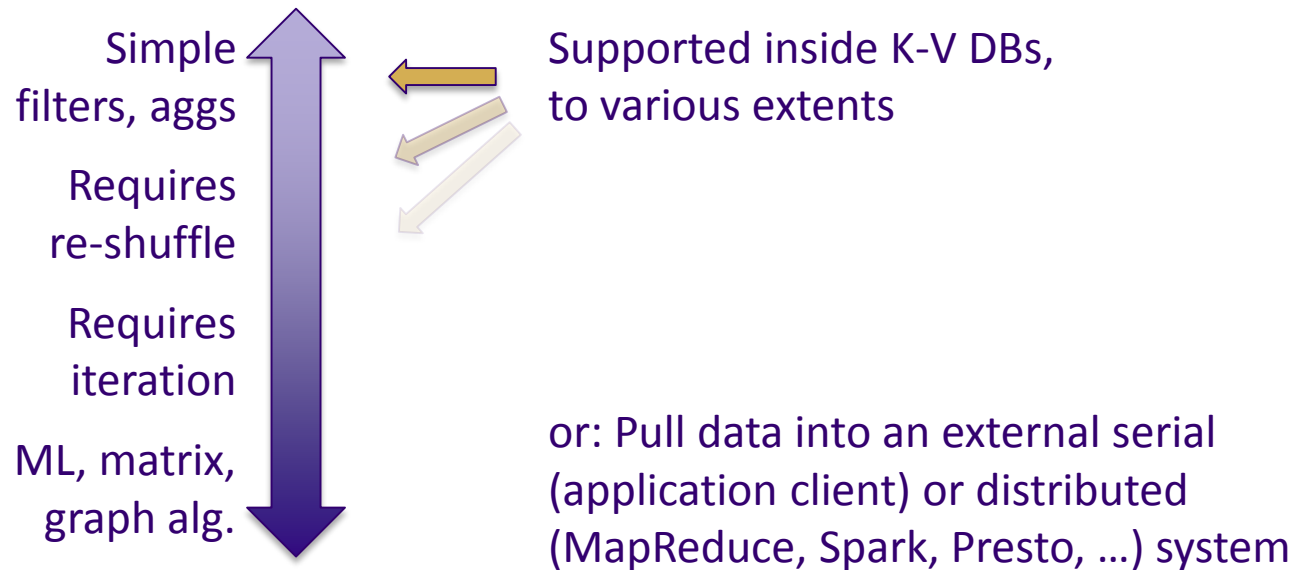 Simple
filters, aggs
Requires
re-shuffle
Requires
iteration
ML, matrix,
graph alg.
Supported inside K-V DBs,
to various extents
or: Pull data into an external serial
(application client) or distributed
(MapReduce, Spark, Presto, …) system